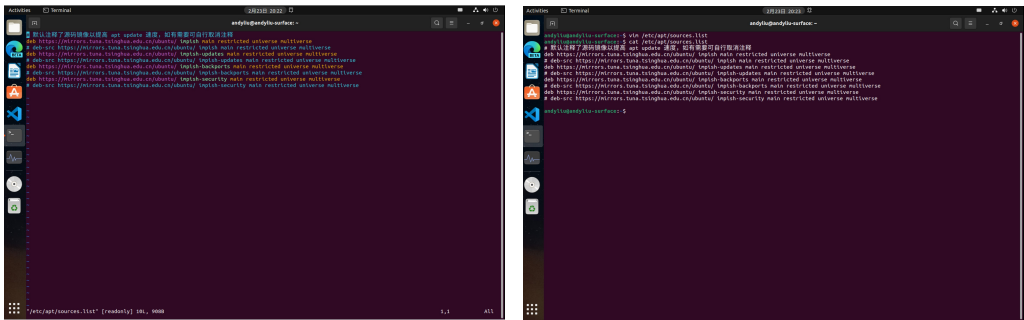 Activities
Terminal
2月23日 20:22
andyliu@andyliu-surface: ~
# 默认注释了源码镜像以提高 apt update 速度，如有需要可自行取消注释
deb https://mirrors.tuna.tsinghua.edu.cn/ubuntu/ impish main restricted universe multiverse
# deb-src https://mirrors.tuna.tsinghua.edu.cn/ubuntu/ impish main restricted universe multiverse
deb https://mirrors.tuna.tsinghua.edu.cn/ubuntu/ impish-updates main restricted universe multiverse
# deb-src https://mirrors.tuna.tsinghua.edu.cn/ubuntu/ impish-updates main restricted universe multiverse
deb https://mirrors.tuna.tsinghua.edu.cn/ubuntu/ impish-backports main restricted universe multiverse
# deb-src https://mirrors.tuna.tsinghua.edu.cn/ubuntu/ impish-backports main restricted universe multiverse
deb https://mirrors.tuna.tsinghua.edu.cn/ubuntu/ impish-security main restricted universe multiverse
# deb-src https://mirrors.tuna.tsinghua.edu.cn/ubuntu/ impish-security main restricted universe multiverse
"/etc/apt/sources.list" [readonly] 10L, 908B 1,1 All
BETA
Activities
Terminal
2月23日 20:23
andyliu@andyliu-surface: ~
andyliu@andyliu-surface:~$ vim /etc/apt/sources.list
andyliu@andyliu-surface:~$ cat /etc/apt/sources.list
# 默认注释了源码镜像以提高 apt update 速度，如有需要可自行取消注释
deb https://mirrors.tuna.tsinghua.edu.cn/ubuntu/ impish main restricted universe multiverse
# deb-src https://mirrors.tuna.tsinghua.edu.cn/ubuntu/ impish main restricted universe multiverse
deb https://mirrors.tuna.tsinghua.edu.cn/ubuntu/ impish-updates main restricted universe multiverse
# deb-src https://mirrors.tuna.tsinghua.edu.cn/ubuntu/ impish-updates main restricted universe multiverse
deb https://mirrors.tuna.tsinghua.edu.cn/ubuntu/ impish-backports main restricted universe multiverse
# deb-src https://mirrors.tuna.tsinghua.edu.cn/ubuntu/ impish-backports main restricted universe multiverse
deb https://mirrors.tuna.tsinghua.edu.cn/ubuntu/ impish-security main restricted universe multiverse
# deb-src https://mirrors.tuna.tsinghua.edu.cn/ubuntu/ impish-security main restricted universe multiverse
andyliu@andyliu-surface:~$
BETA